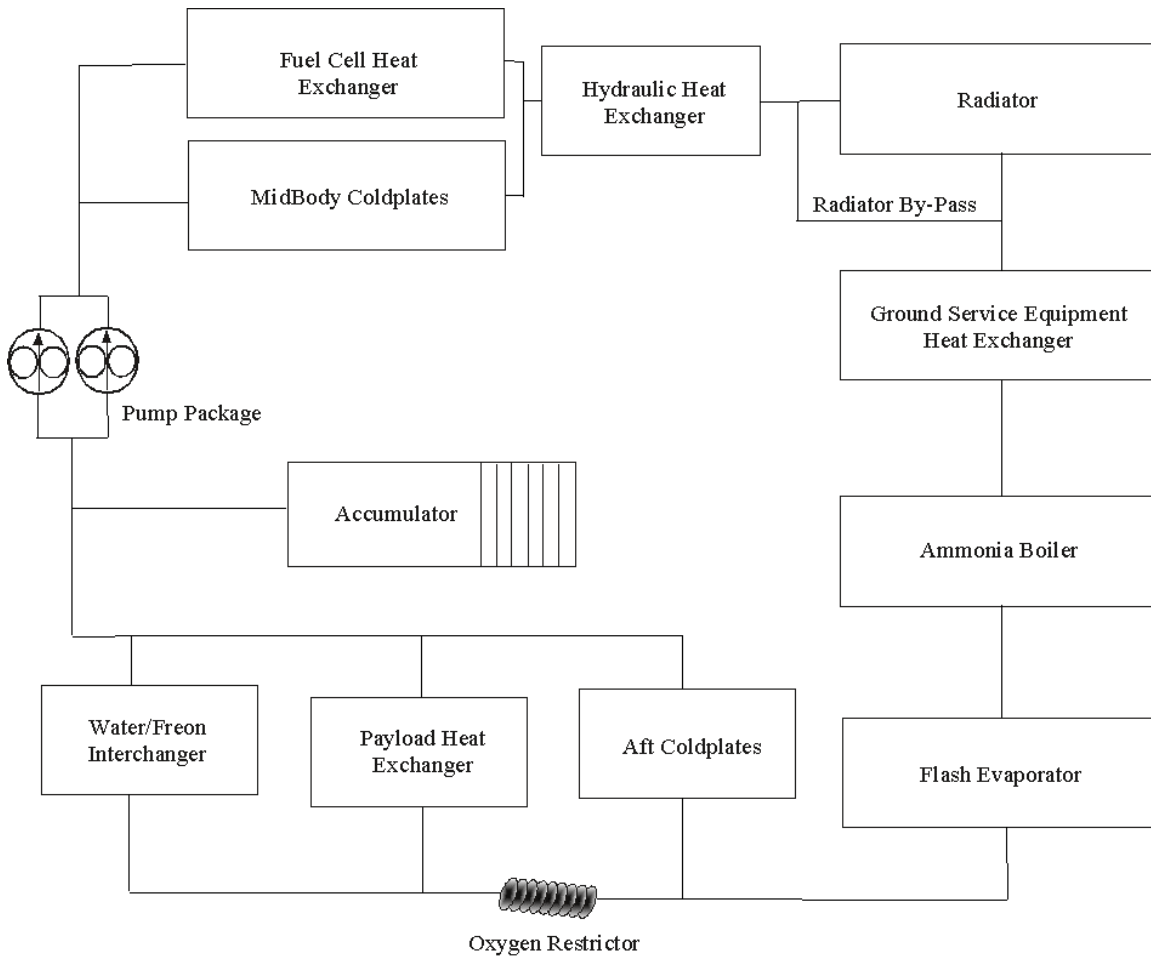 Fuel Cell Heat
Exchanger
Hydraulic Heat
Exchanger
Radiator
MidBody Coldplates
Radiator By-Pass
Ground Service Equipment
Heat Exchanger
Pump Package
Accumulator
Ammonia Boiler
Water/Freon
Interchanger
Payload Heat
Exchanger
Aft Coldplates
Flash Evaporator
Oxygen Restrictor